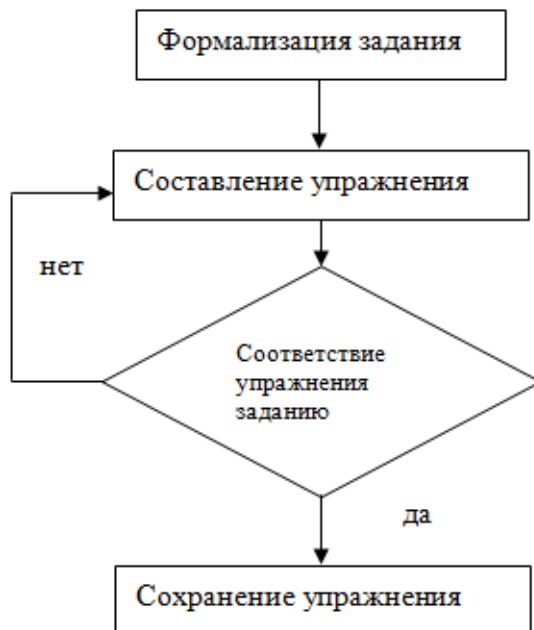 Формализация задания
Составление упражнения
нет
Соответствие
упражнения
заданию
да
Сохранение упражнения